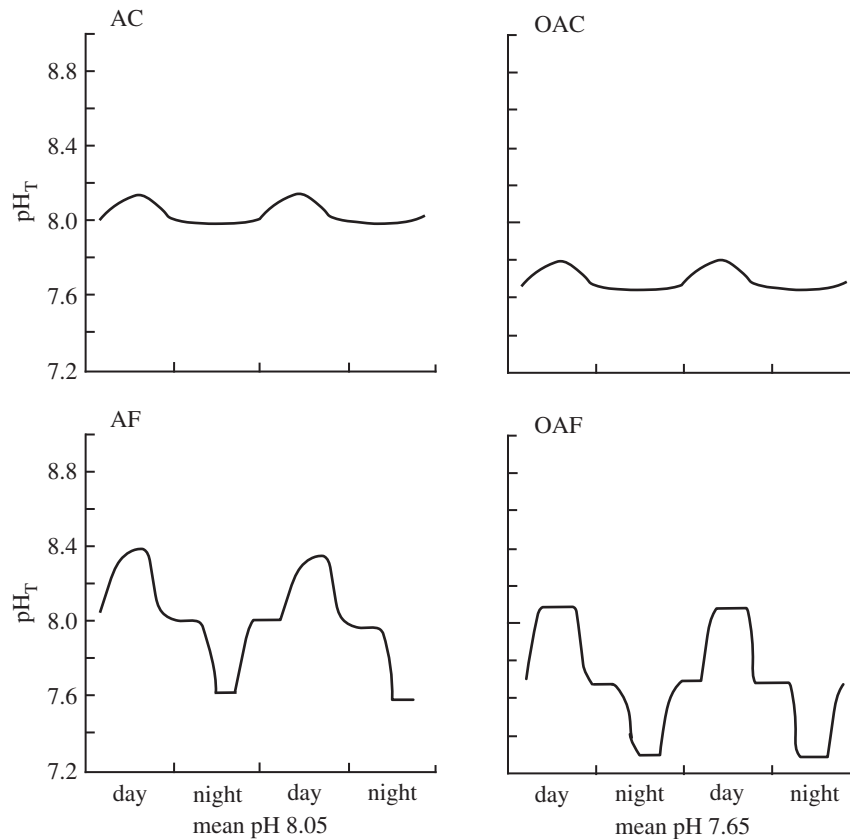 AC
OAC
8.8
8.4
8.0
7.6
7.2
pH_T
AF
OAF
8.8
8.4
8.0
7.6
7.2
pH_T
day night day night
day night day night
mean pH 8.05
mean pH 7.65